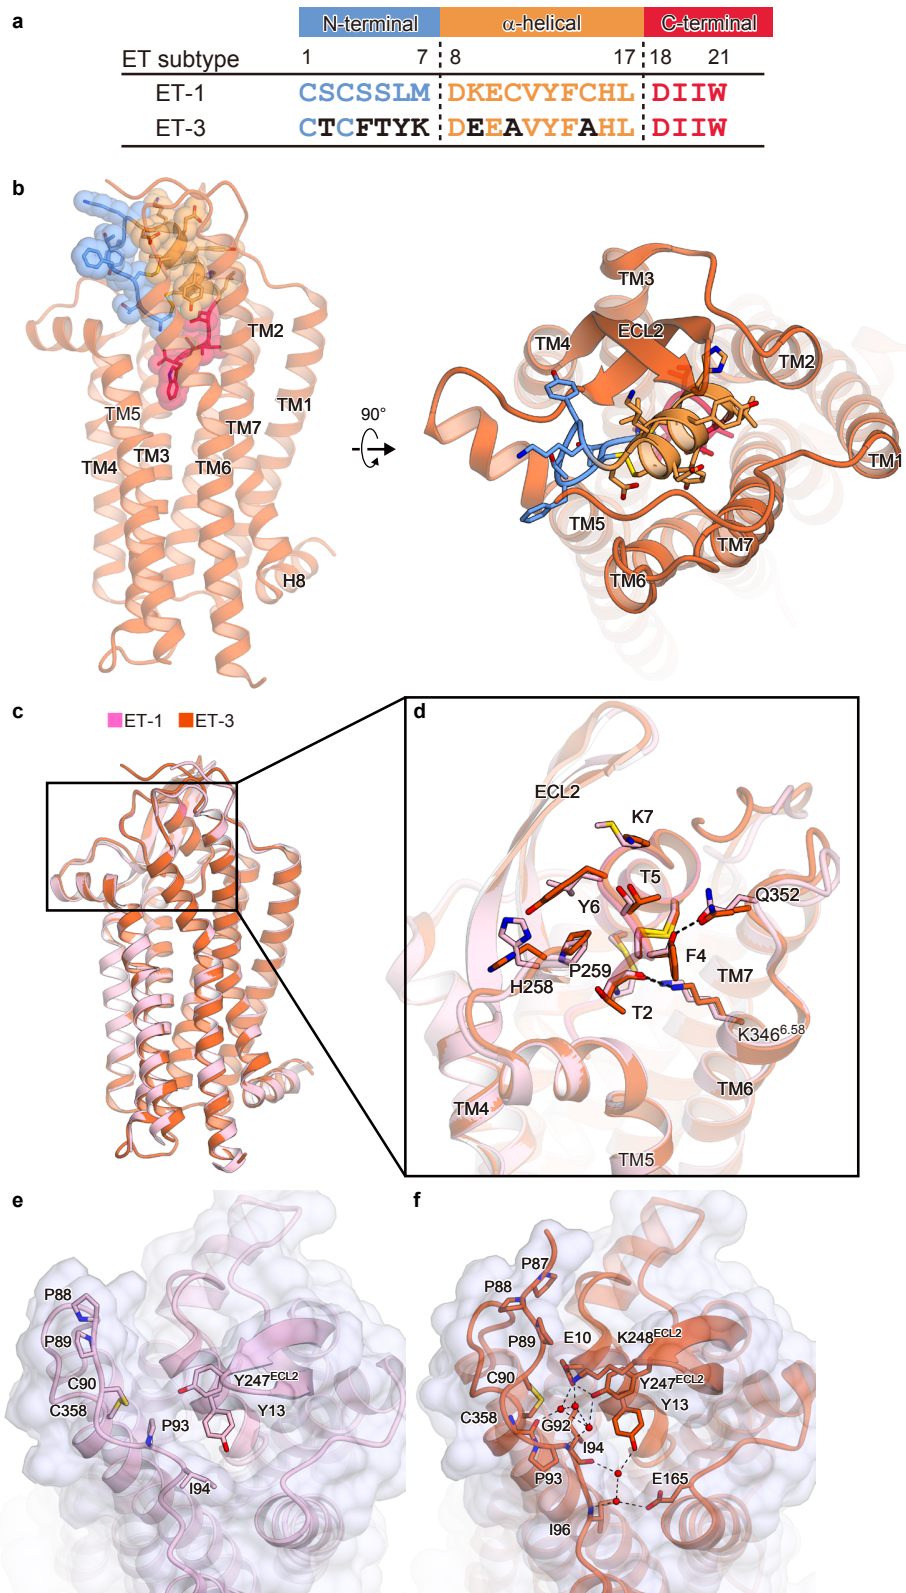 a
N-terminal α-helical C-terminal
ET subtype 1 7 8 17 18 21
ET-1 CSCSSLM DKECVYFCHL DIIW
ET-3 CTCFTYK DEEAVYFAHL DIIW
b
TM2
TM5
TM1
TM7
TM4
TM3
TM6
H8
90°
TM3
ECL2
TM4
TM2
TM1
TM5
TM7
TM6
c
ET-1 ET-3
d
ECL2
K7
T5
Y6
Q352
F4
P259
H258
TM7
T2
K346^6.58
TM6
TM4
TM5
e
P88
P89
C90
C358
P93
Y247^ECL2
Y13
I94
f
P87
P88
P89
E10
K248^ECL2
C90
Y247^ECL2
Y13
C358
G92
I94
P93
E165
I96